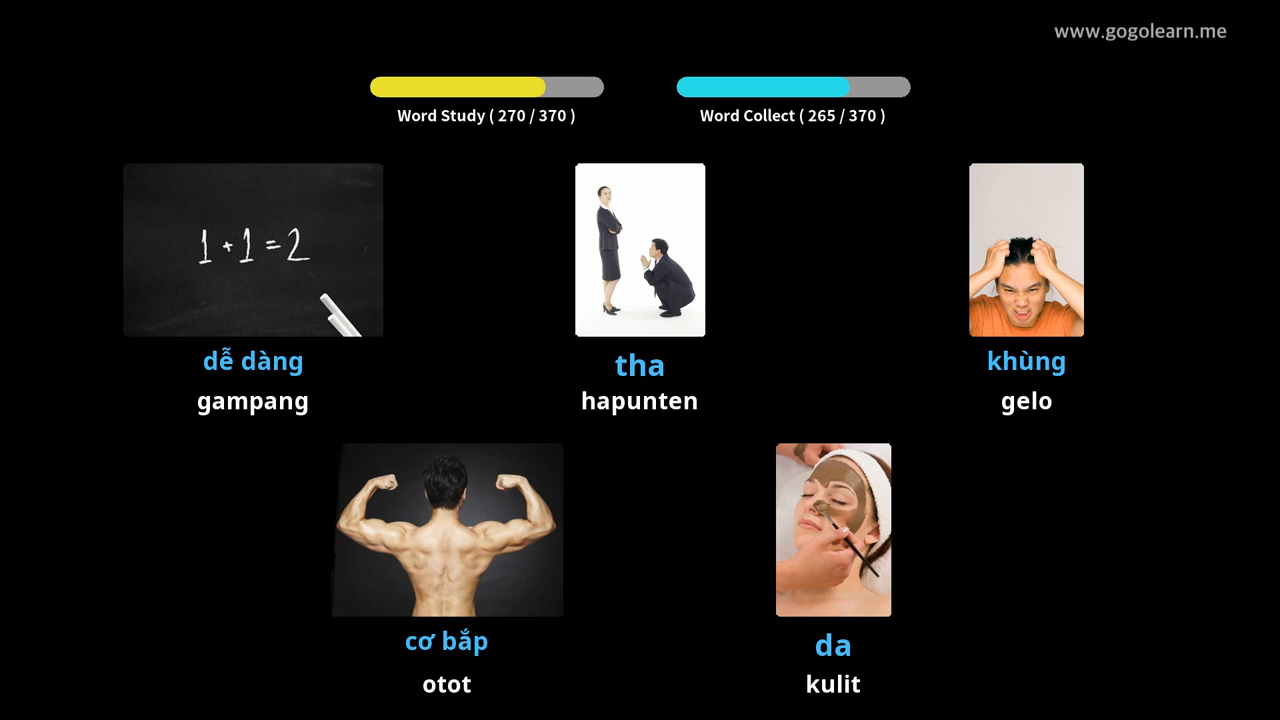 www.gogolearn.me
Word Study ( 270 / 370 )
Word Collect ( 265 / 370 )
1 + 1 = 2
dễ dàng
gampang
tha
hapunten
khùng
gelo
cơ bắp
otot
da
kulit